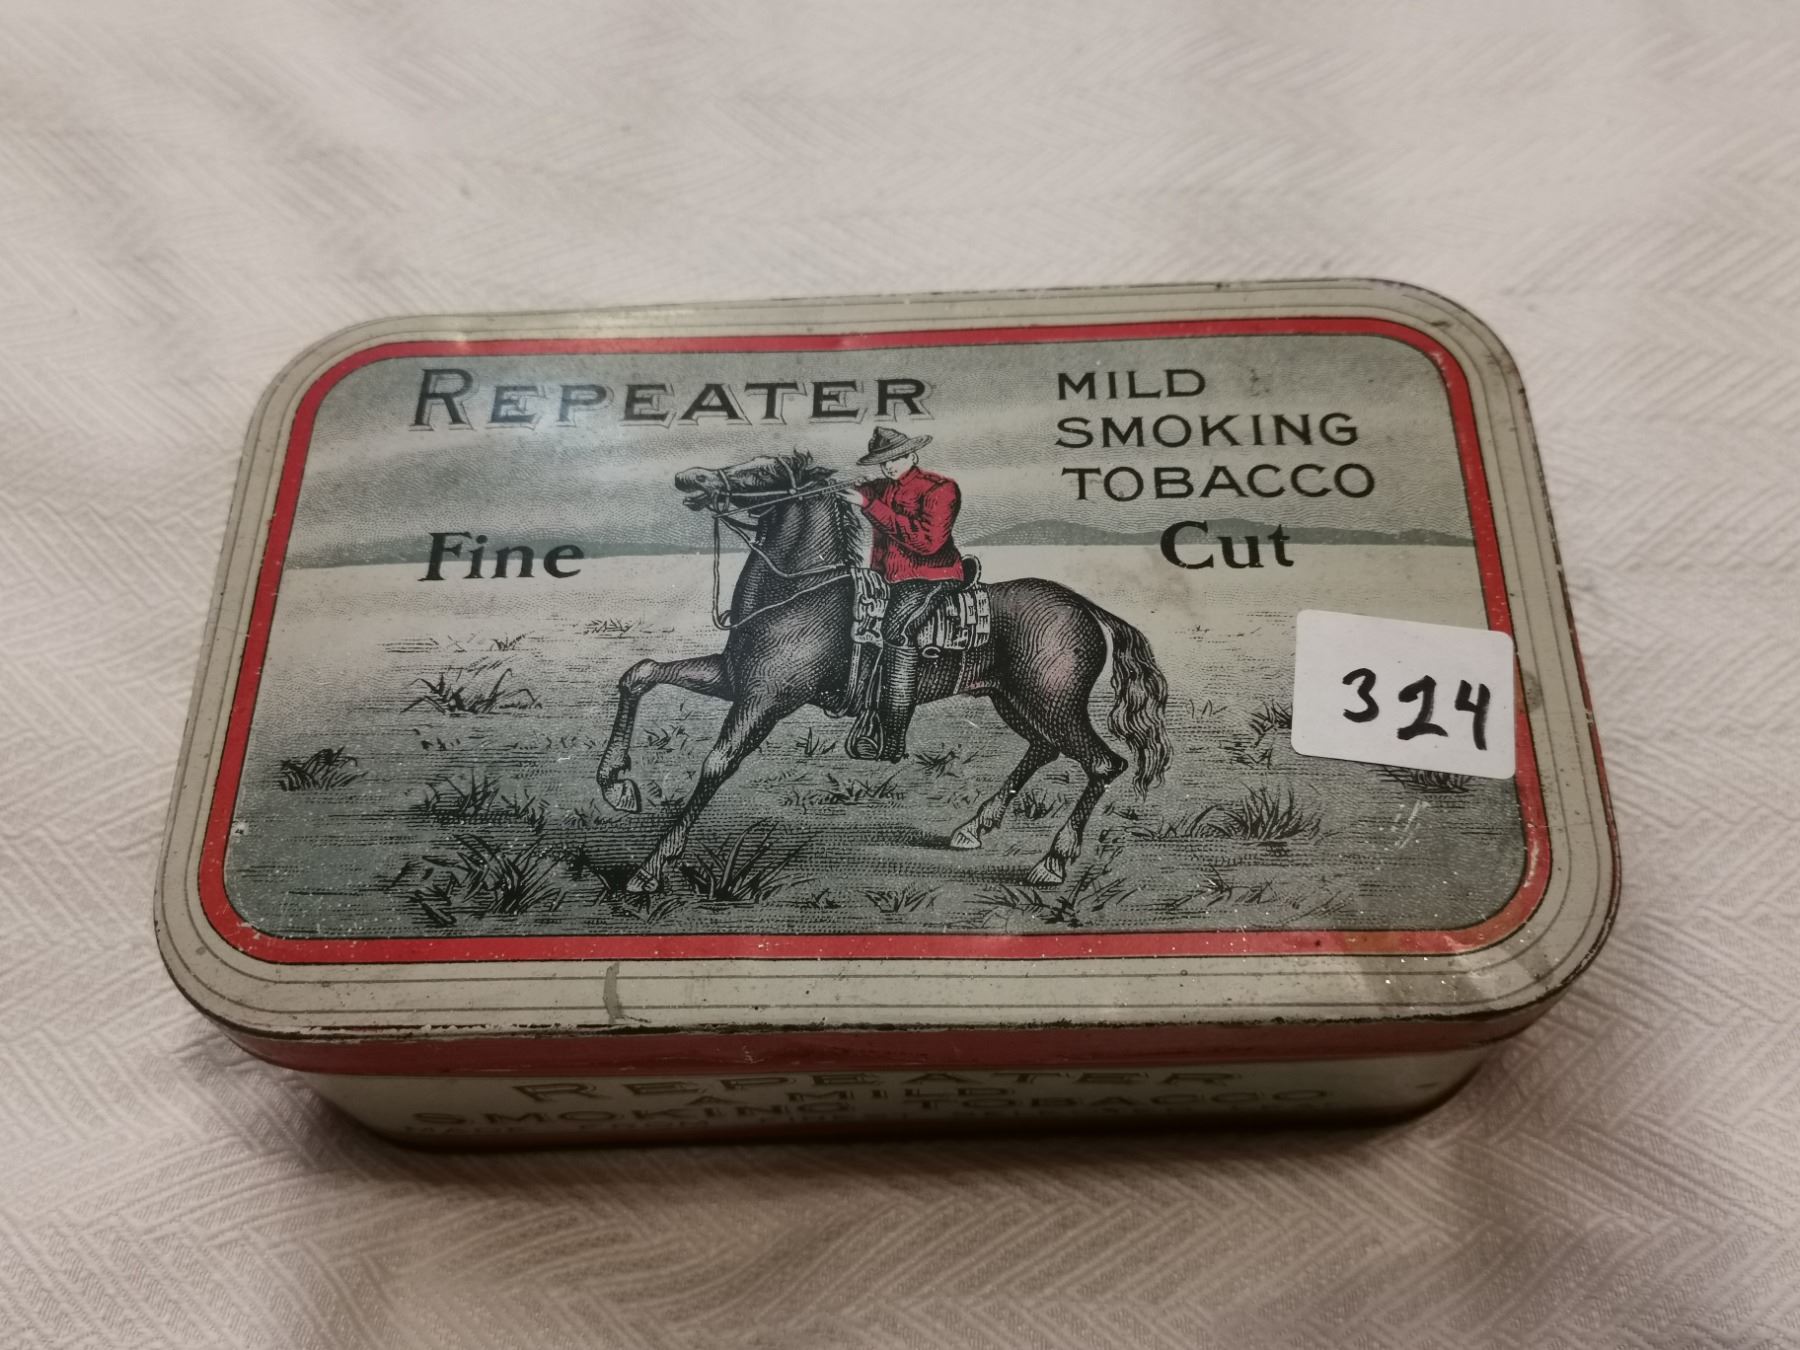 REPEATER
MILD
SMOKING
TOBACCO
Fine Cut
324
REPEATER
A MILD
SMOKING TOBACCO